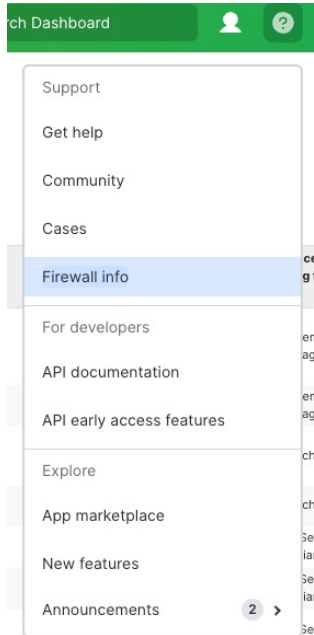 rch Dashboard
Support
Get help
Community
Cases
Firewall info
For developers
API documentation
API early access features
Explore
App marketplace
New features
Announcements 2